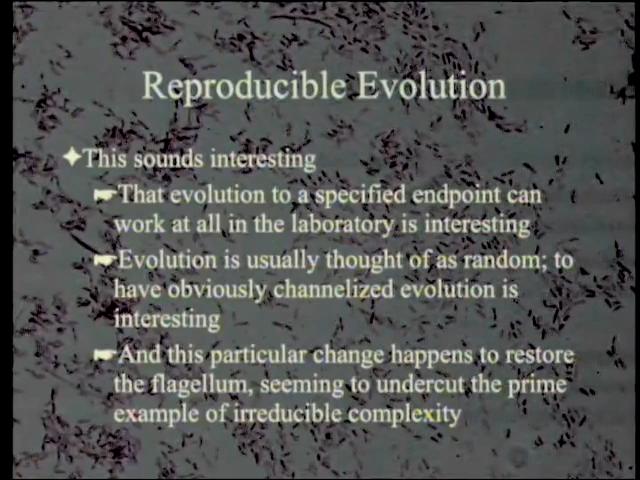 Reproducible Evolution
This sounds interesting
That evolution to a specified endpoint can
work at all in the laboratory is interesting
Evolution is usually thought of as random; to
have obviously channelized evolution is
interesting
And this particular change happens to restore
the flagellum, seeming to undercut the prime
example of irreducible complexity